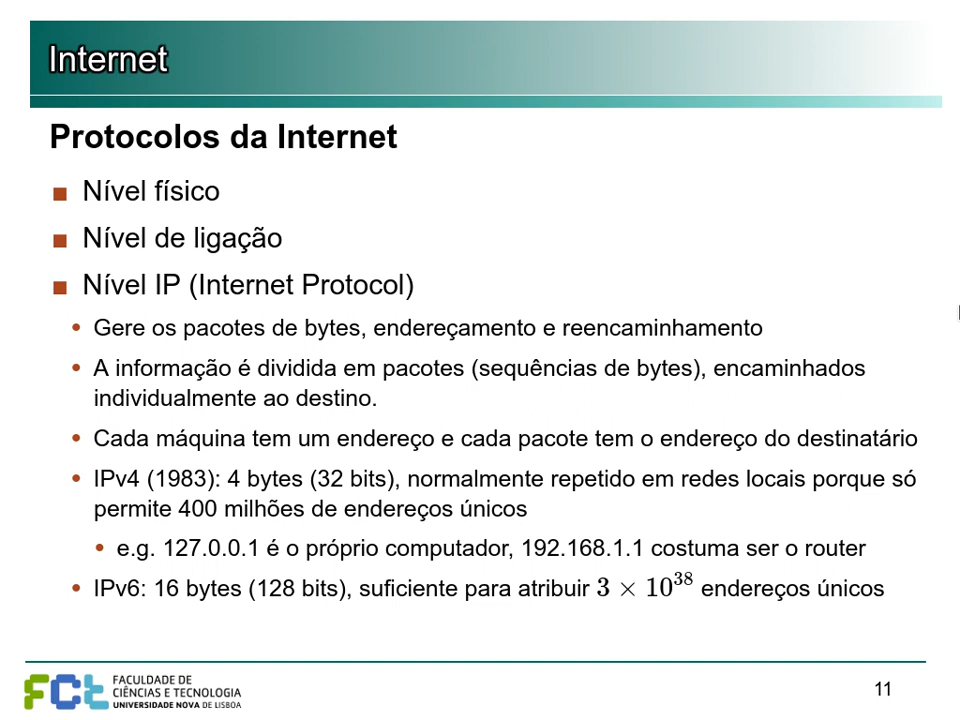 Internet
Protocolos da Internet
■ Nível físico
■ Nível de ligação
■ Nível IP (Internet Protocol)
• Gere os pacotes de bytes, endereçamento e reencaminhamento
• A informação é dividida em pacotes (sequências de bytes), encaminhados
individualmente ao destino.
• Cada máquina tem um endereço e cada pacote tem o endereço do destinatário
• IPv4 (1983): 4 bytes (32 bits), normalmente repetido em redes locais porque só
permite 400 milhões de endereços únicos
• e.g. 127.0.0.1 é o próprio computador, 192.168.1.1 costuma ser o router
• IPv6: 16 bytes (128 bits), suficiente para atribuir 3 × 10³⁸ endereços únicos
FCt
FACULDADE DE
CIÊNCIAS E TECNOLOGIA
UNIVERSIDADE NOVA DE LISBOA
11